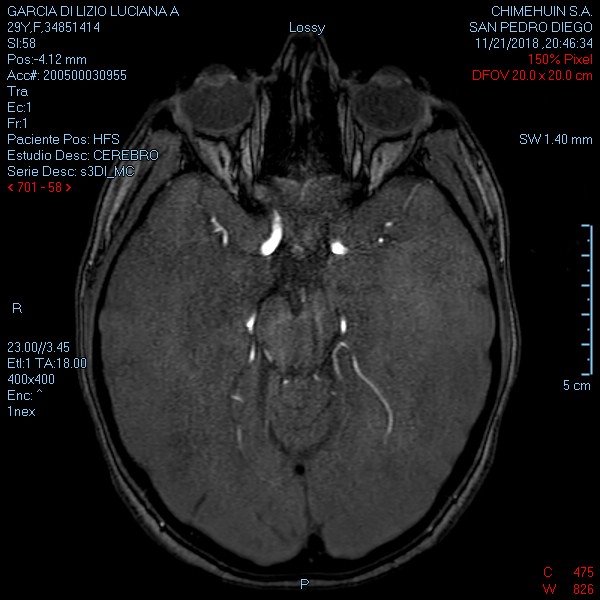 GARCIA DI LIZIO LUCIANA A
29Y,F,34851414
Sl:58
Pos:-4.12 mm
Acc#: 200500030955
Tra
Ec:1
Fr:1
Paciente Pos: HFS
Estudio Desc: CEREBRO
Serie Desc: s3DI_MC
< 701 - 58 >
Lossy
CHIMEHUIN S.A.
SAN PEDRO DIEGO
11/21/2018 ,20:46:34
150% Pixel
DFOV 20.0 x 20.0 cm
SW 1.40 mm
R
23.00//3.45
Etl:1 TA:18.00
400x400
Enc: ^
1nex
5 cm
P
C 475
W 826